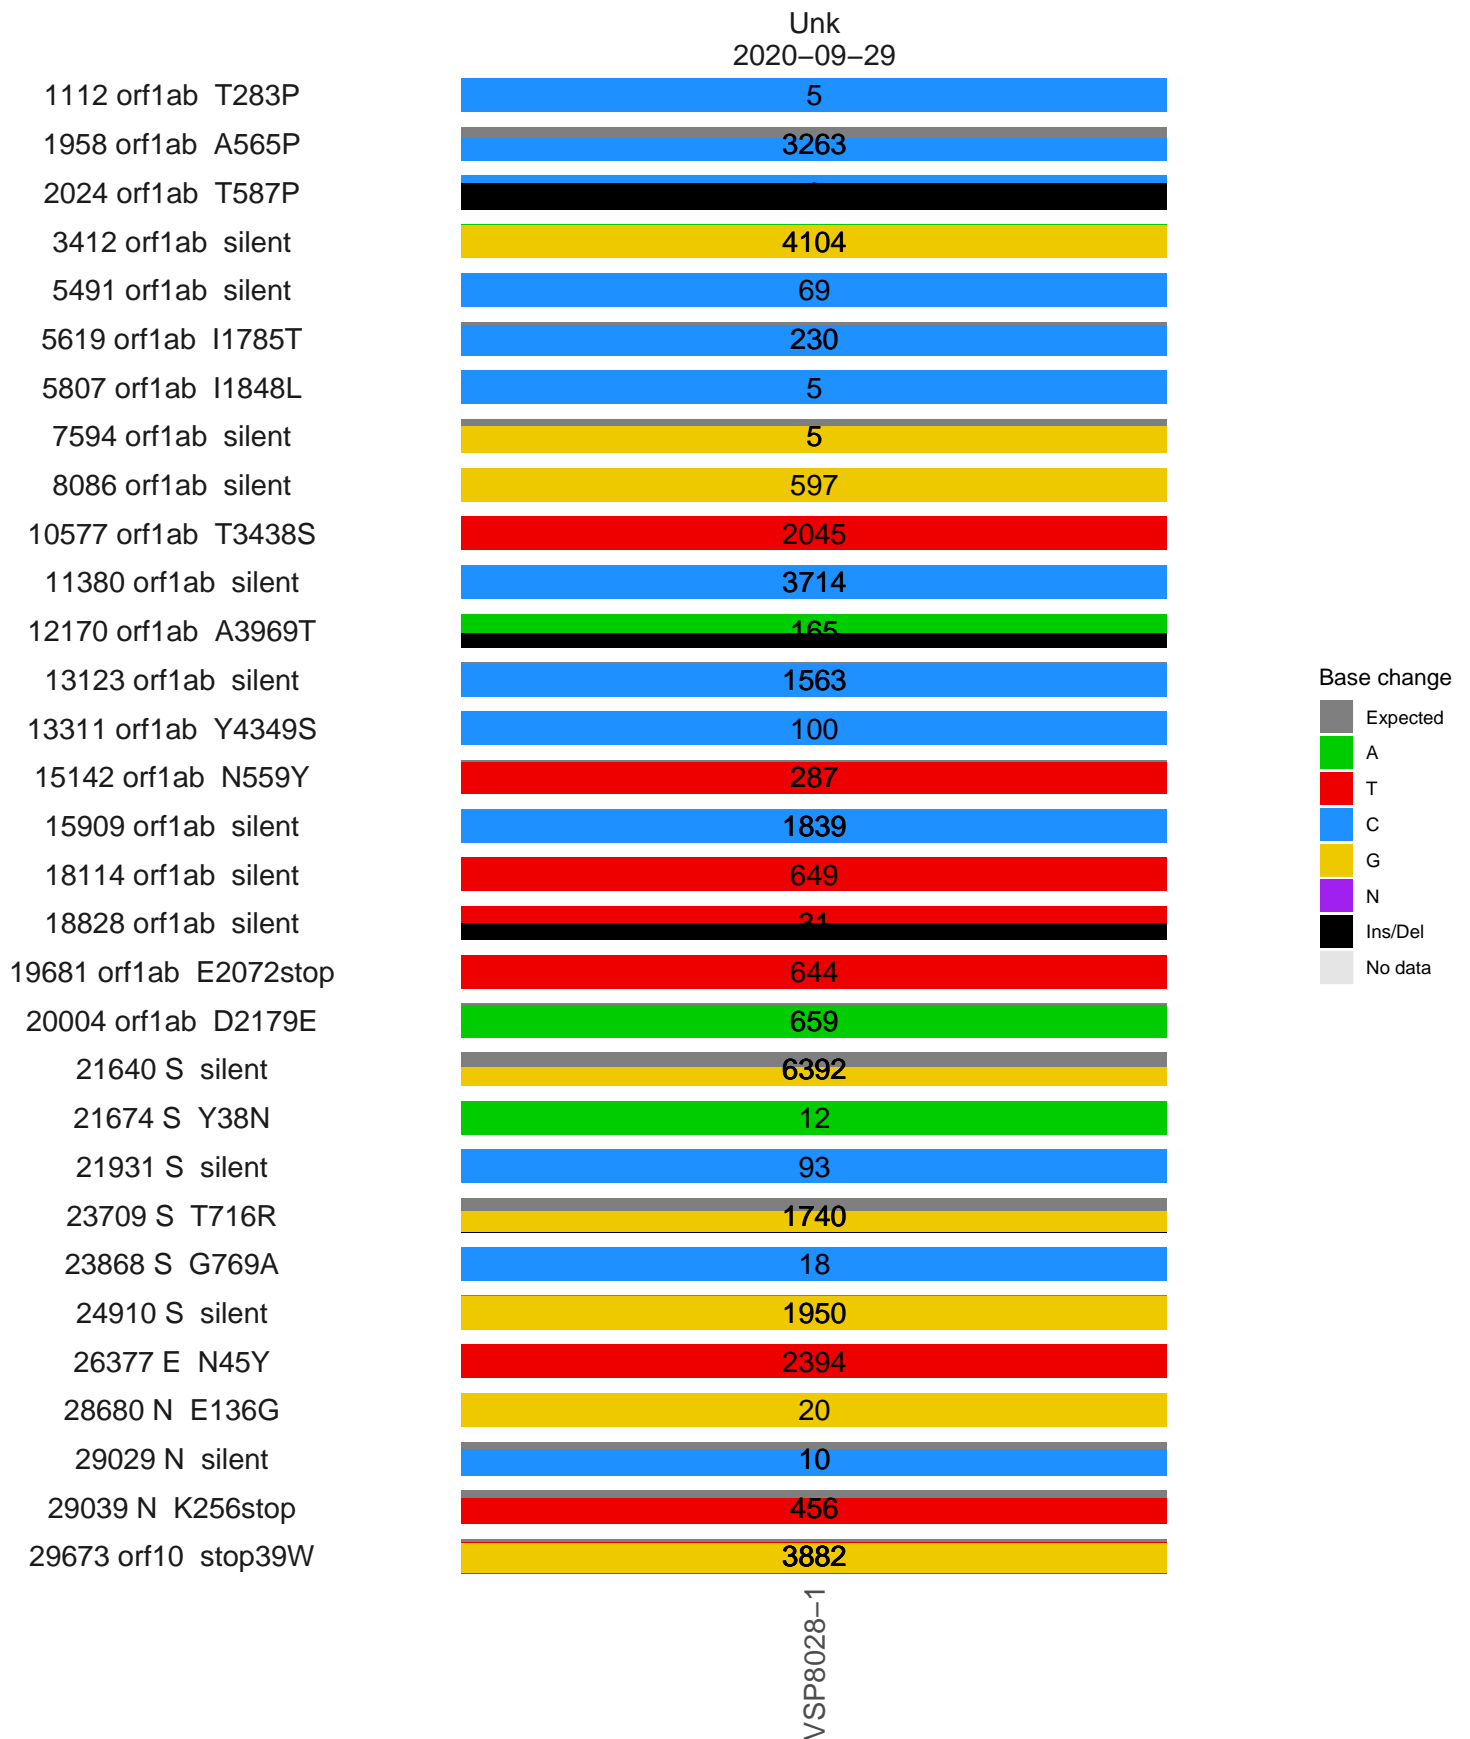 Unk
2020−09−29
1112 orf1ab T283P 5
1958 orf1ab A565P 3263
2024 orf1ab T587P
3412 orf1ab silent 4104
5491 orf1ab silent 69
5619 orf1ab I1785T 230
5807 orf1ab I1848L 5
7594 orf1ab silent 5
8086 orf1ab silent 597
10577 orf1ab T3438S 2045
11380 orf1ab silent 3714
12170 orf1ab A3969T 165
13123 orf1ab silent 1563
13311 orf1ab Y4349S 100
15142 orf1ab N559Y 287
15909 orf1ab silent 1839
18114 orf1ab silent 649
18828 orf1ab silent 31
19681 orf1ab E2072stop 644
20004 orf1ab D2179E 659
21640 S silent 6392
21674 S Y38N 12
21931 S silent 93
23709 S T716R 1740
23868 S G769A 18
24910 S silent 1950
26377 E N45Y 2394
28680 N E136G 20
29029 N silent 10
29039 N K256stop 456
29673 orf10 stop39W 3882
VSP8028−1
Base change
Expected
A
T
C
G
N
Ins/Del
No data